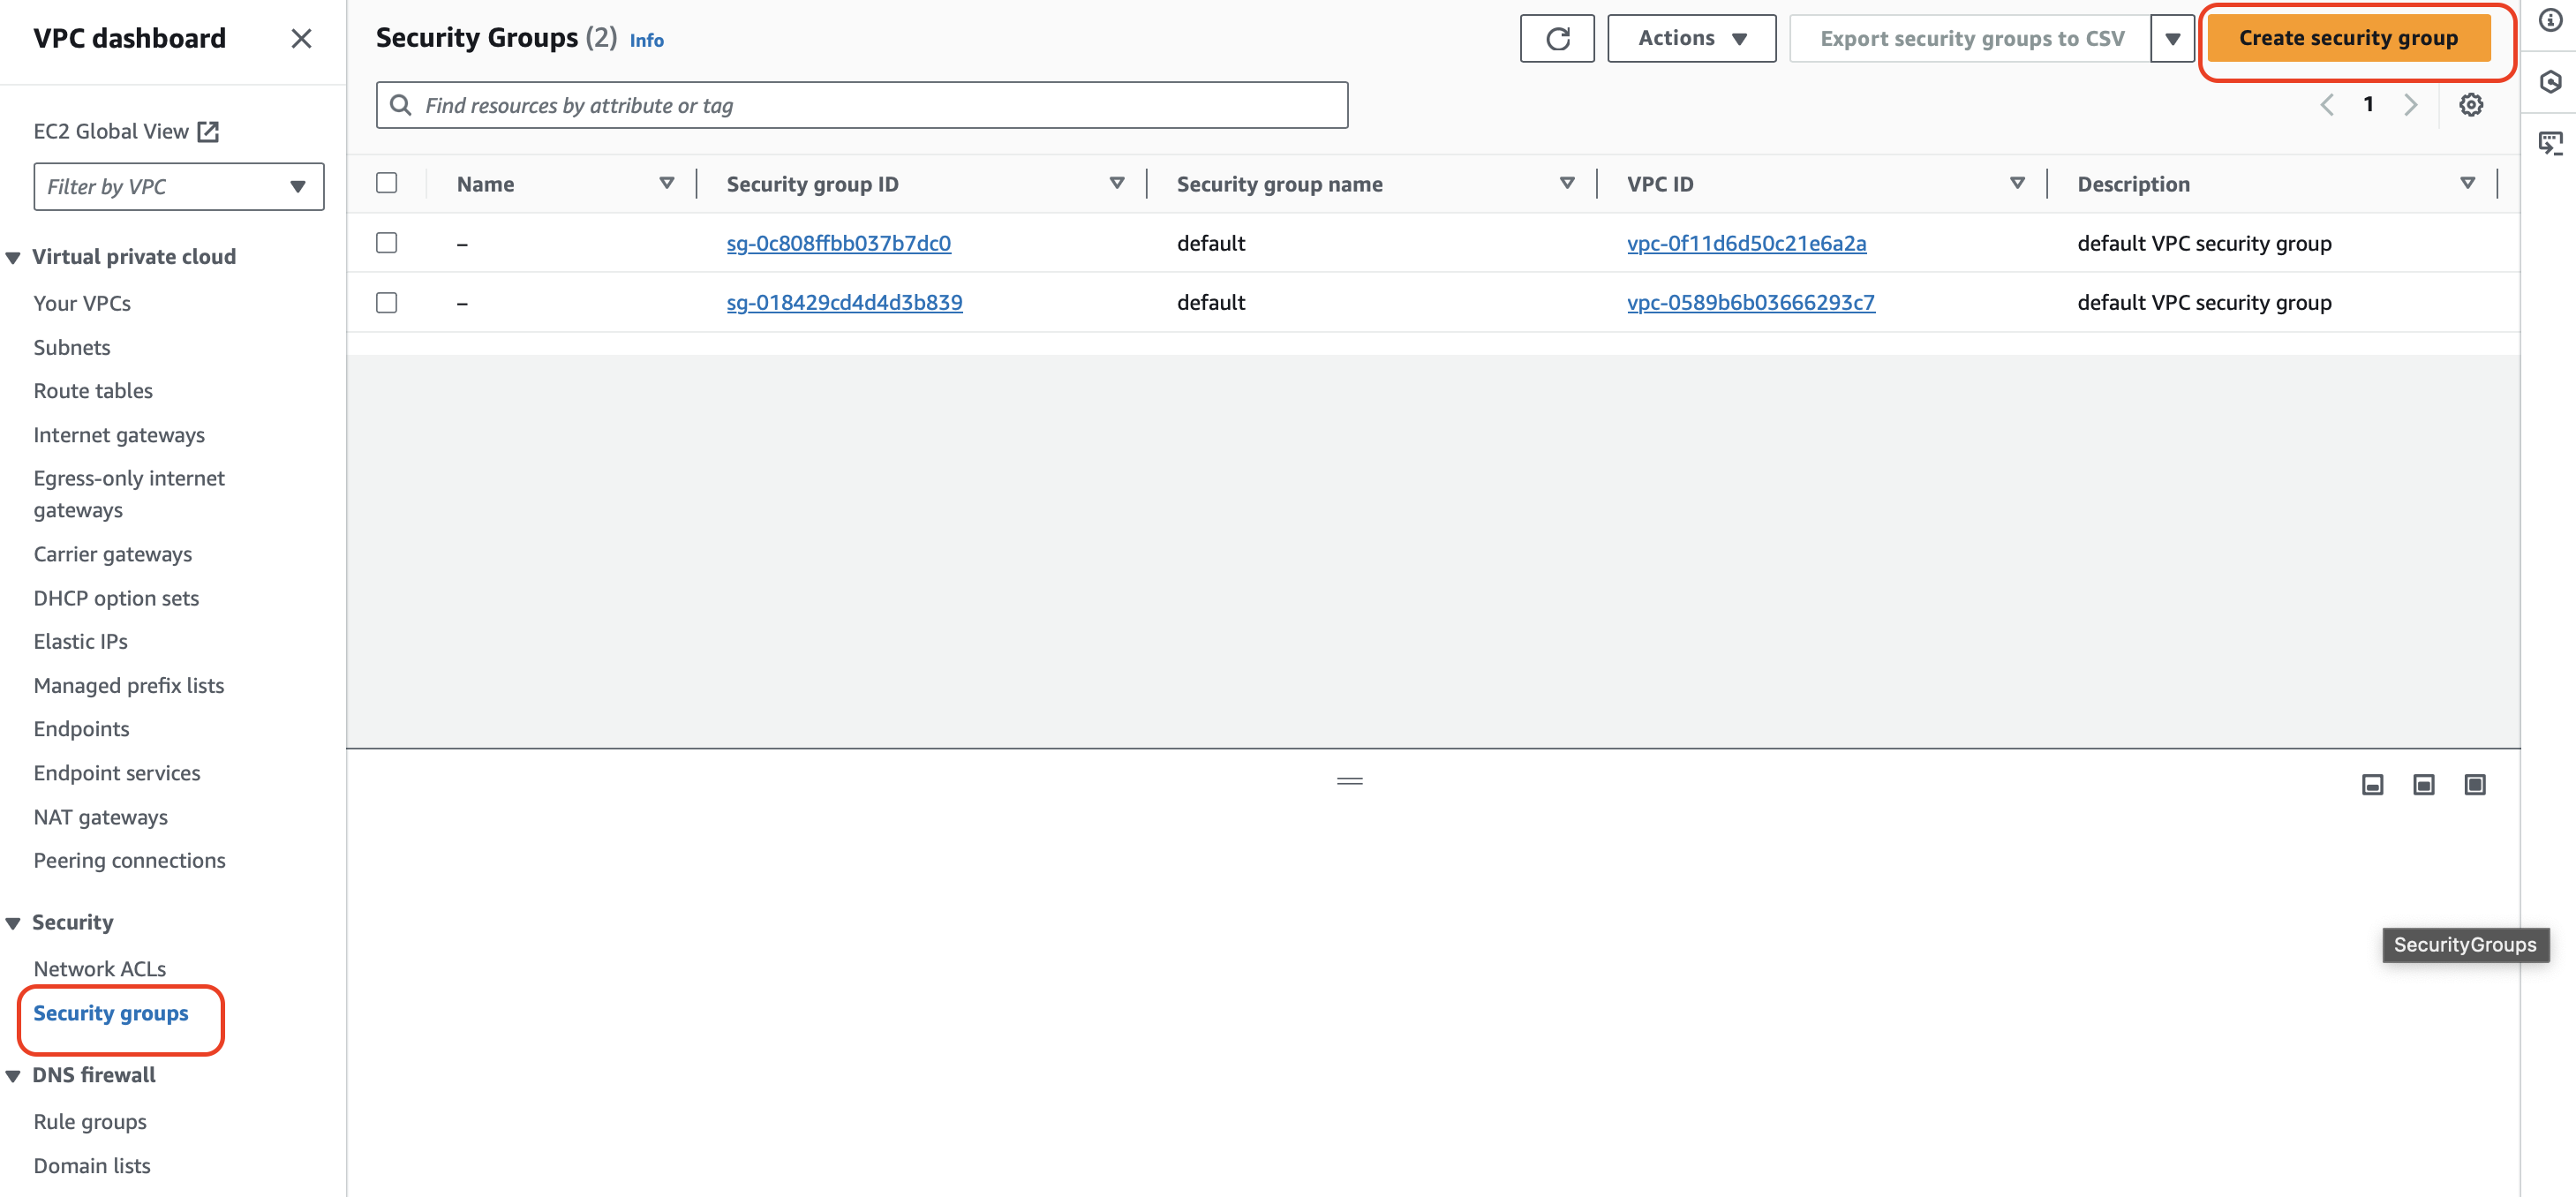 VPC dashboard
EC2 Global View
Filter by VPC
Virtual private cloud
Your VPCs
Subnets
Route tables
Internet gateways
Egress-only internet
gateways
Carrier gateways
DHCP option sets
Elastic IPs
Managed prefix lists
Endpoints
Endpoint services
NAT gateways
Peering connections
Security
Network ACLs
Security groups
DNS firewall
Rule groups
Domain lists
Security Groups (2) Info
Actions
Export security groups to CSV
Create security group
Find resources by attribute or tag
1
Name Security group ID Security group name VPC ID Description
– sg-0c808ffbb037b7dc0 default vpc-0f11d6d50c21e6a2a default VPC security group
– sg-018429cd4d4d3b839 default vpc-0589b6b03666293c7 default VPC security group
SecurityGroups